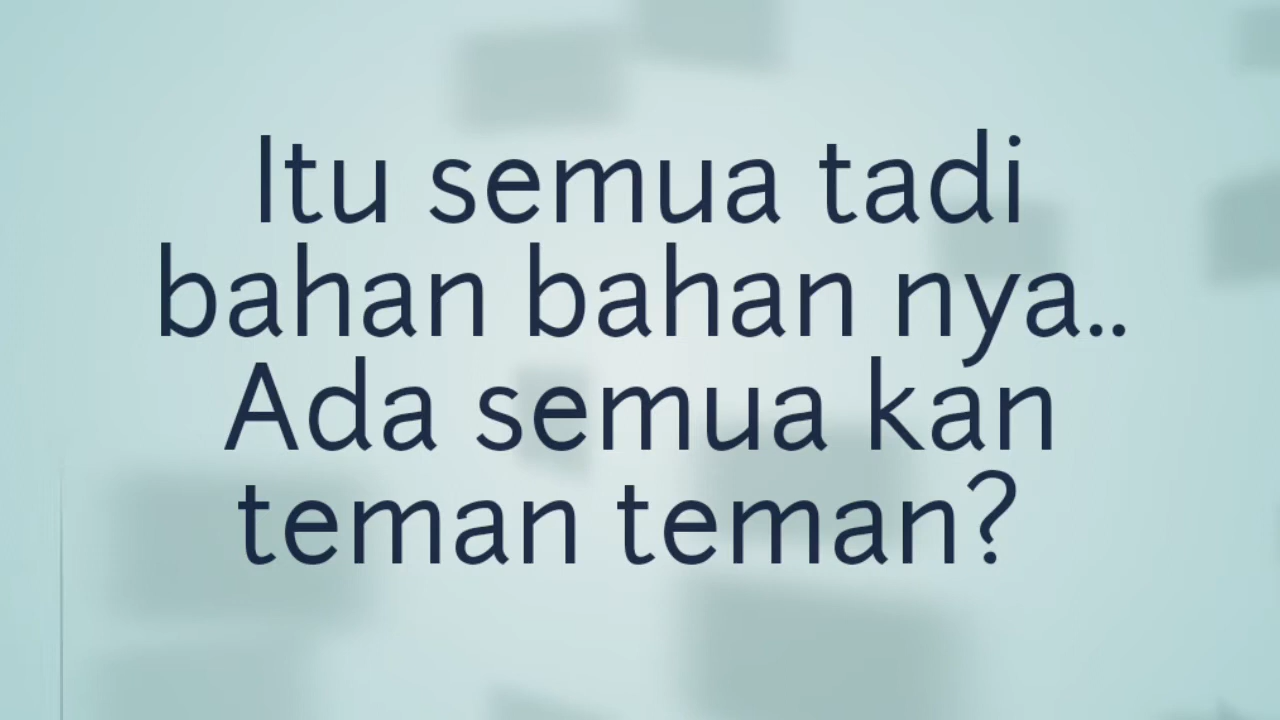 Itu semua tadi
bahan bahan nya..
Ada semua kan
teman teman?